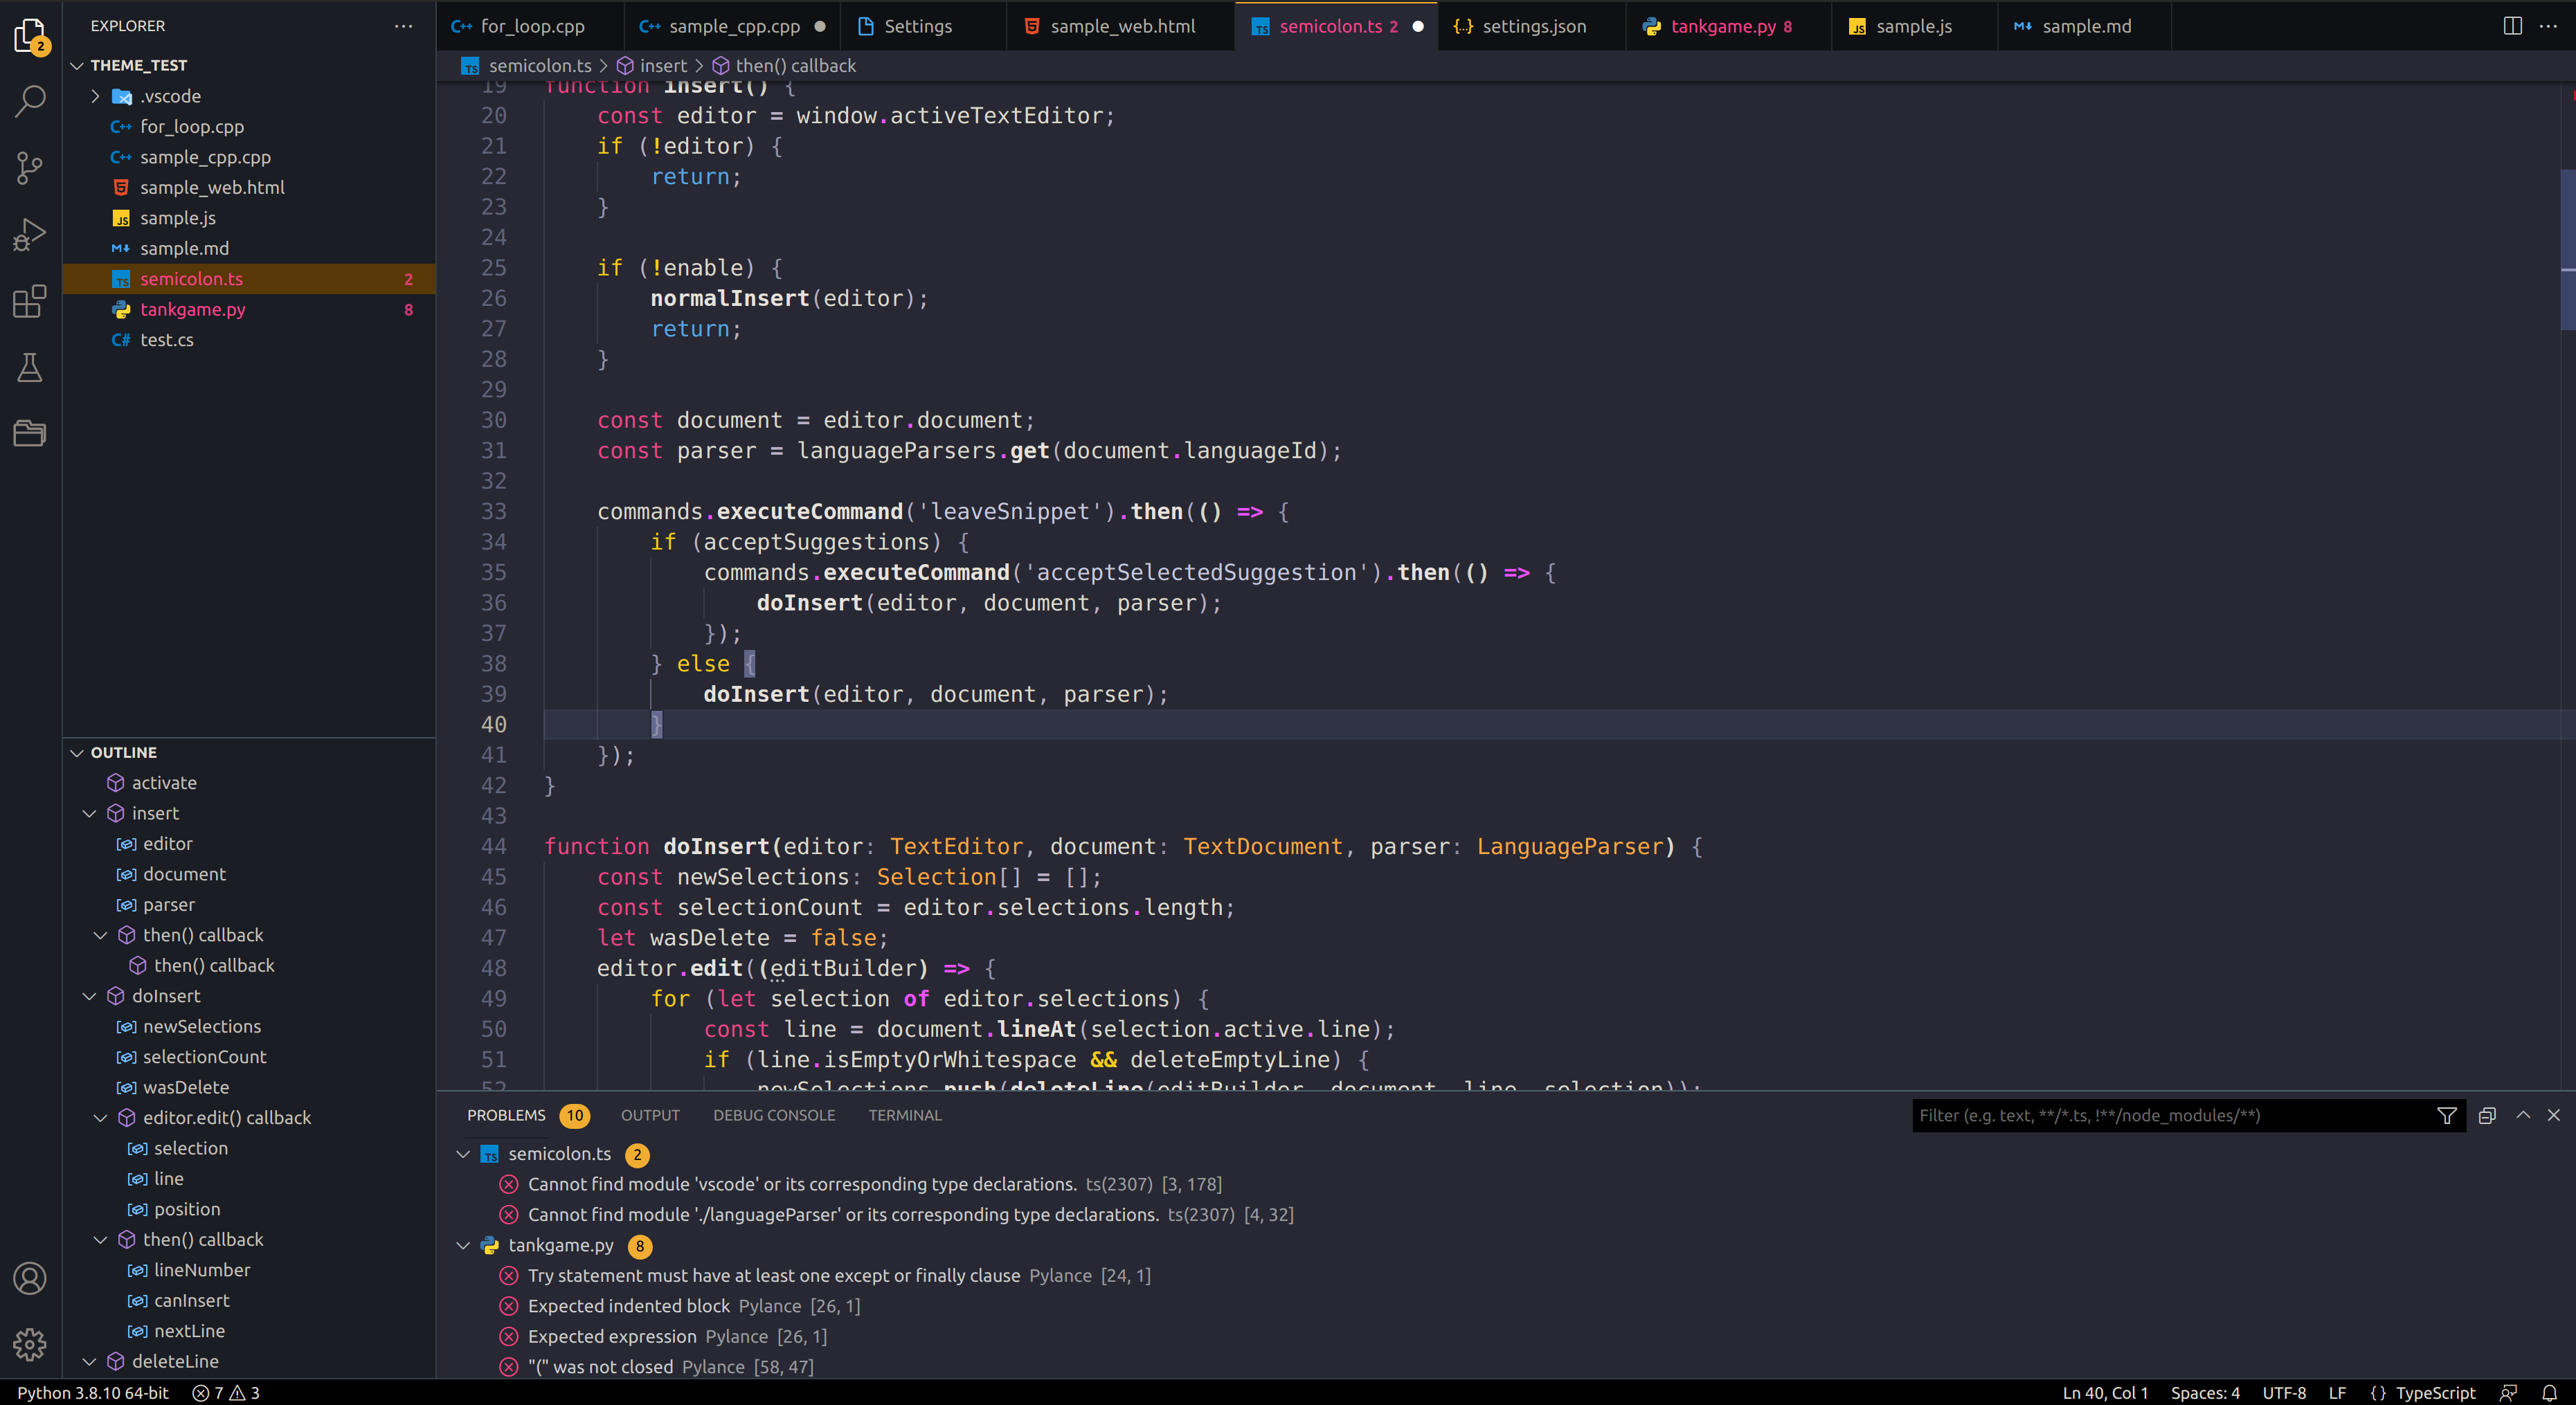 2
EXPLORER
THEME_TEST
.vscode
for_loop.cpp
sample_cpp.cpp
sample_web.html
sample.js
sample.md
semicolon.ts 2
tankgame.py 8
test.cs
OUTLINE
activate
insert
editor
document
parser
then() callback
then() callback
doInsert
newSelections
selectionCount
wasDelete
editor.edit() callback
selection
line
position
then() callback
lineNumber
canInsert
nextLine
deleteLine
for_loop.cpp sample_cpp.cpp Settings sample_web.html semicolon.ts 2 settings.json tankgame.py 8 sample.js sample.md
semicolon.ts > insert > then() callback
19 function insert() {
20 const editor = window.activeTextEditor;
21 if (!editor) {
22 return;
23 }
24
25 if (!enable) {
26 normalInsert(editor);
27 return;
28 }
29
30 const document = editor.document;
31 const parser = languageParsers.get(document.languageId);
32
33 commands.executeCommand('leaveSnippet').then(() => {
34 if (acceptSuggestions) {
35 commands.executeCommand('acceptSelectedSuggestion').then(() => {
36 doInsert(editor, document, parser);
37 });
38 } else {
39 doInsert(editor, document, parser);
40 }
41 });
42 }
43
44 function doInsert(editor: TextEditor, document: TextDocument, parser: LanguageParser) {
45 const newSelections: Selection[] = [];
46 const selectionCount = editor.selections.length;
47 let wasDelete = false;
48 editor.edit((editBuilder) => {
49 for (let selection of editor.selections) {
50 const line = document.lineAt(selection.active.line);
51 if (line.isEmptyOrWhitespace && deleteEmptyLine) {
52 newSelections.push(deleteLine(editBuilder, document, line, selection));
PROBLEMS 10 OUTPUT DEBUG CONSOLE TERMINAL Filter (e.g. text, **/*.ts, !**/node_modules/**)
semicolon.ts 2
Cannot find module 'vscode' or its corresponding type declarations. ts(2307) [3, 178]
Cannot find module './languageParser' or its corresponding type declarations. ts(2307) [4, 32]
tankgame.py 8
Try statement must have at least one except or finally clause Pylance [24, 1]
Expected indented block Pylance [26, 1]
Expected expression Pylance [26, 1]
"(" was not closed Pylance [58, 47]
Python 3.8.10 64-bit 7 3 Ln 40, Col 1 Spaces: 4 UTF-8 LF {} TypeScript